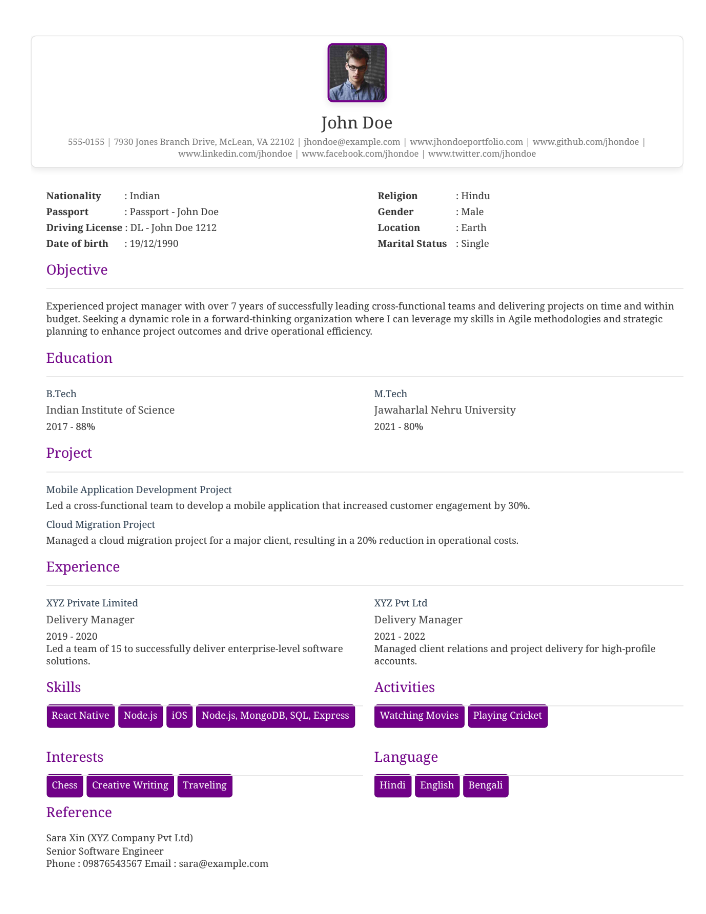 John Doe
555-0155 | 7930 Jones Branch Drive, McLean, VA 22102 | jhondoe@example.com | www.jhondoeportfolio.com | www.github.com/jhondoe |
www.linkedin.com/jhondoe | www.facebook.com/jhondoe | www.twitter.com/jhondoe
Nationality : Indian
Passport : Passport - John Doe
Driving License : DL - John Doe 1212
Date of birth : 19/12/1990
Religion : Hindu
Gender : Male
Location : Earth
Marital Status : Single
Objective
Experienced project manager with over 7 years of successfully leading cross-functional teams and delivering projects on time and within
budget. Seeking a dynamic role in a forward-thinking organization where I can leverage my skills in Agile methodologies and strategic
planning to enhance project outcomes and drive operational efficiency.
Education
B.Tech
Indian Institute of Science
2017 - 88%
M.Tech
Jawaharlal Nehru University
2021 - 80%
Project
Mobile Application Development Project
Led a cross-functional team to develop a mobile application that increased customer engagement by 30%.
Cloud Migration Project
Managed a cloud migration project for a major client, resulting in a 20% reduction in operational costs.
Experience
XYZ Private Limited
Delivery Manager
2019 - 2020
Led a team of 15 to successfully deliver enterprise-level software
solutions.
XYZ Pvt Ltd
Delivery Manager
2021 - 2022
Managed client relations and project delivery for high-profile
accounts.
Skills
React Native Node.js iOS Node.js, MongoDB, SQL, Express
Activities
Watching Movies Playing Cricket
Interests
Chess Creative Writing Traveling
Language
Hindi English Bengali
Reference
Sara Xin (XYZ Company Pvt Ltd)
Senior Software Engineer
Phone : 09876543567 Email : sara@example.com